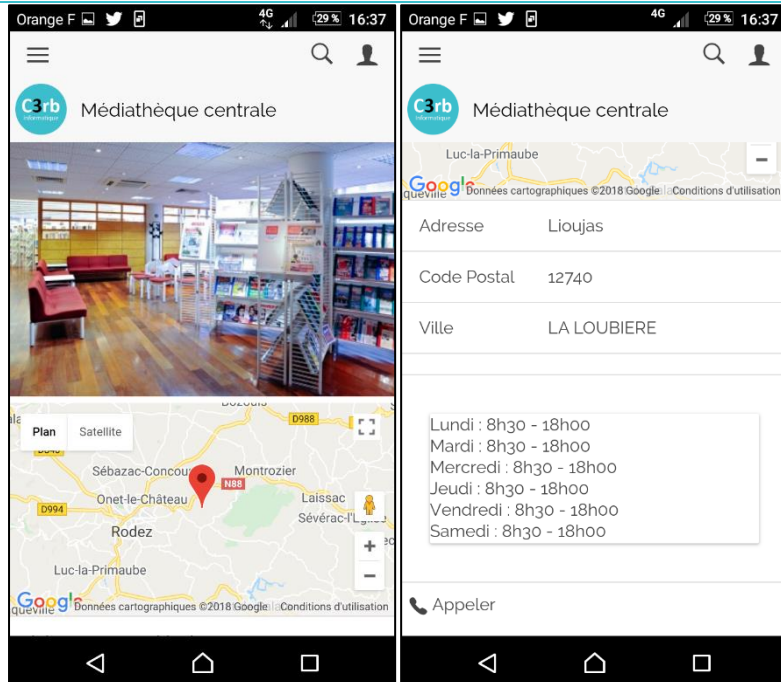 Orange F 4G 29% 16:37
C3rb
Informatique
Médiathèque centrale
BOZOULS
D988
Plan Satellite
Sébazac-Concou
Montrozier
N88
Onet-le-Château
Laissac
D994
Sévérac-l'Église
Rodez
Luc-la-Primaube
Google
queville
Données cartographiques ©2018 Google Conditions d'utilisation
Orange F 4G 29% 16:37
C3rb
Informatique
Médiathèque centrale
Luc-la-Primaube
Google
queville
Données cartographiques ©2018 Google Conditions d'utilisation
Adresse Lioujas
Code Postal 12740
Ville LA LOUBIERE
Lundi : 8h30 - 18h00
Mardi : 8h30 - 18h00
Mercredi : 8h30 - 18h00
Jeudi : 8h30 - 18h00
Vendredi : 8h30 - 18h00
Samedi : 8h30 - 18h00
Appeler